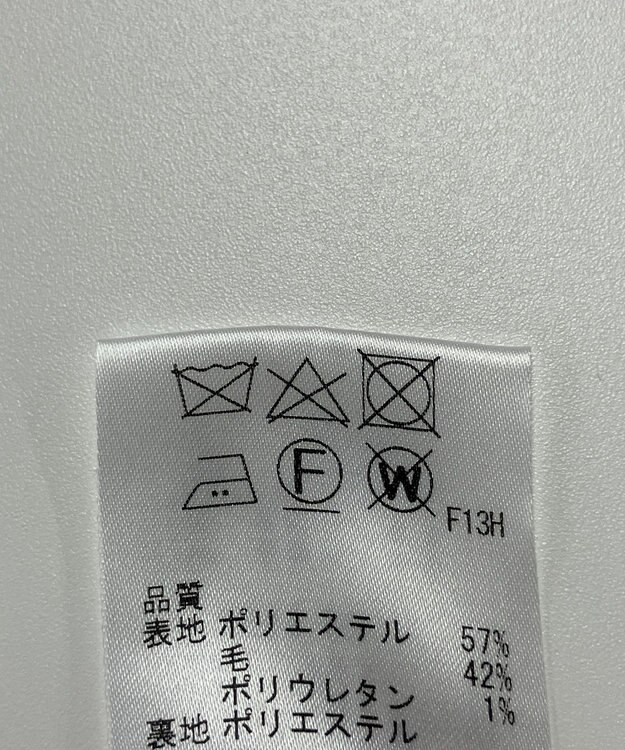 F W F13H
品質
表地 ポリエステル 57%
毛 42%
ポリウレタン 1%
裏地 ポリエステル